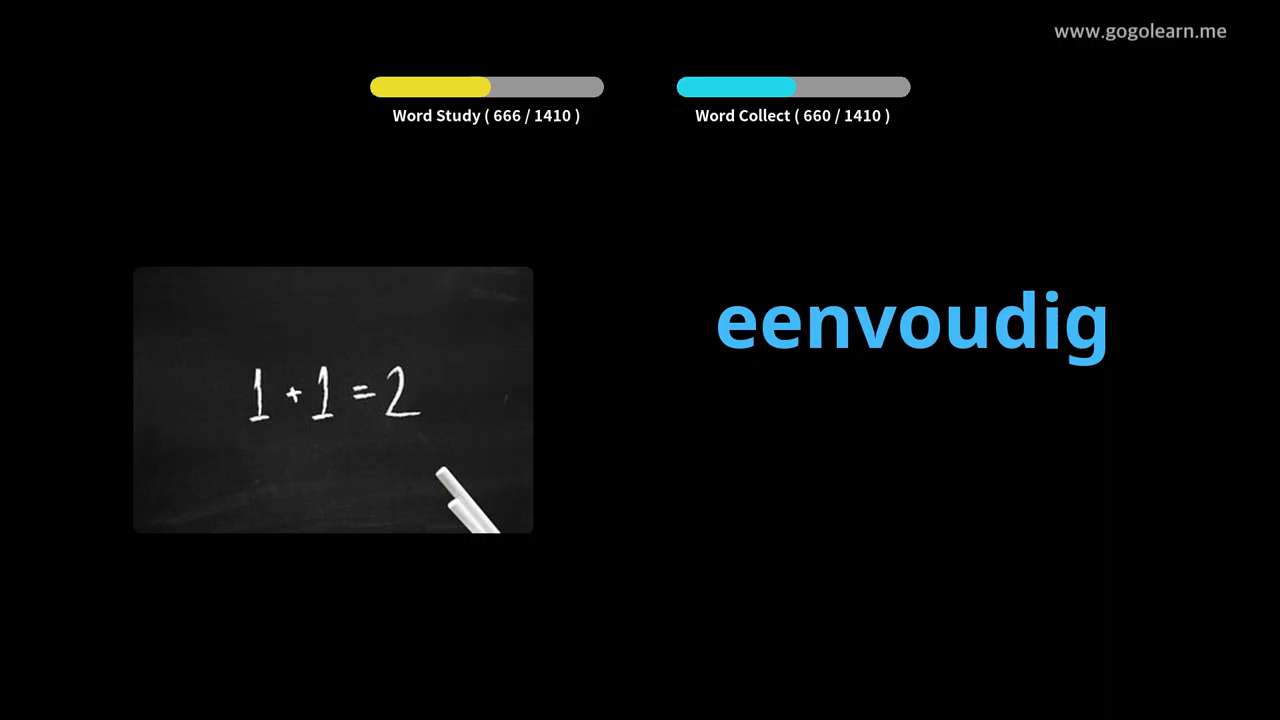 www.gogolearn.me
Word Study ( 666 / 1410 )
Word Collect ( 660 / 1410 )
eenvoudig
1 + 1 = 2